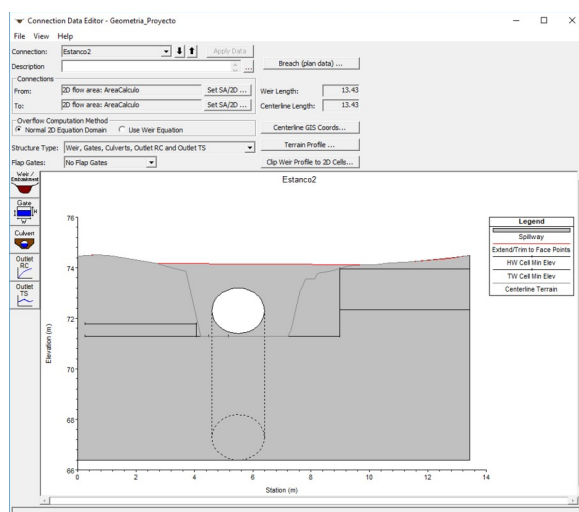 Connection Data Editor - Geometria_Proyecto
File View Help
Connection: Estanco2 Apply Data
Description ... Breach (plan data) ...
Connections
From: 2D flow area: AreaCalculo Set SA/2D ... Weir Length: 13.43
To: 2D flow area: AreaCalculo Set SA/2D ... Centerline Length: 13.43
Overflow Computation Method
Normal 2D Equation Domain Use Weir Equation Centerline GIS Coords...
Structure Type: Weir, Gates, Culverts, Outlet RC and Outlet TS Terrain Profile ...
Flap Gates: No Flap Gates Clip Weir Profile to 2D Cells...
Weir / Embankment
Gate
Culvert
Outlet RC
Outlet TS
Estanco2
Legend
Spillway
Extend/Trim to Face Points
HW Cell Min Elev
TW Cell Min Elev
Centerline Terrain
Elevation (m)
76
74
72
70
68
66
0 2 4 6 8 10 12 14
Station (m)